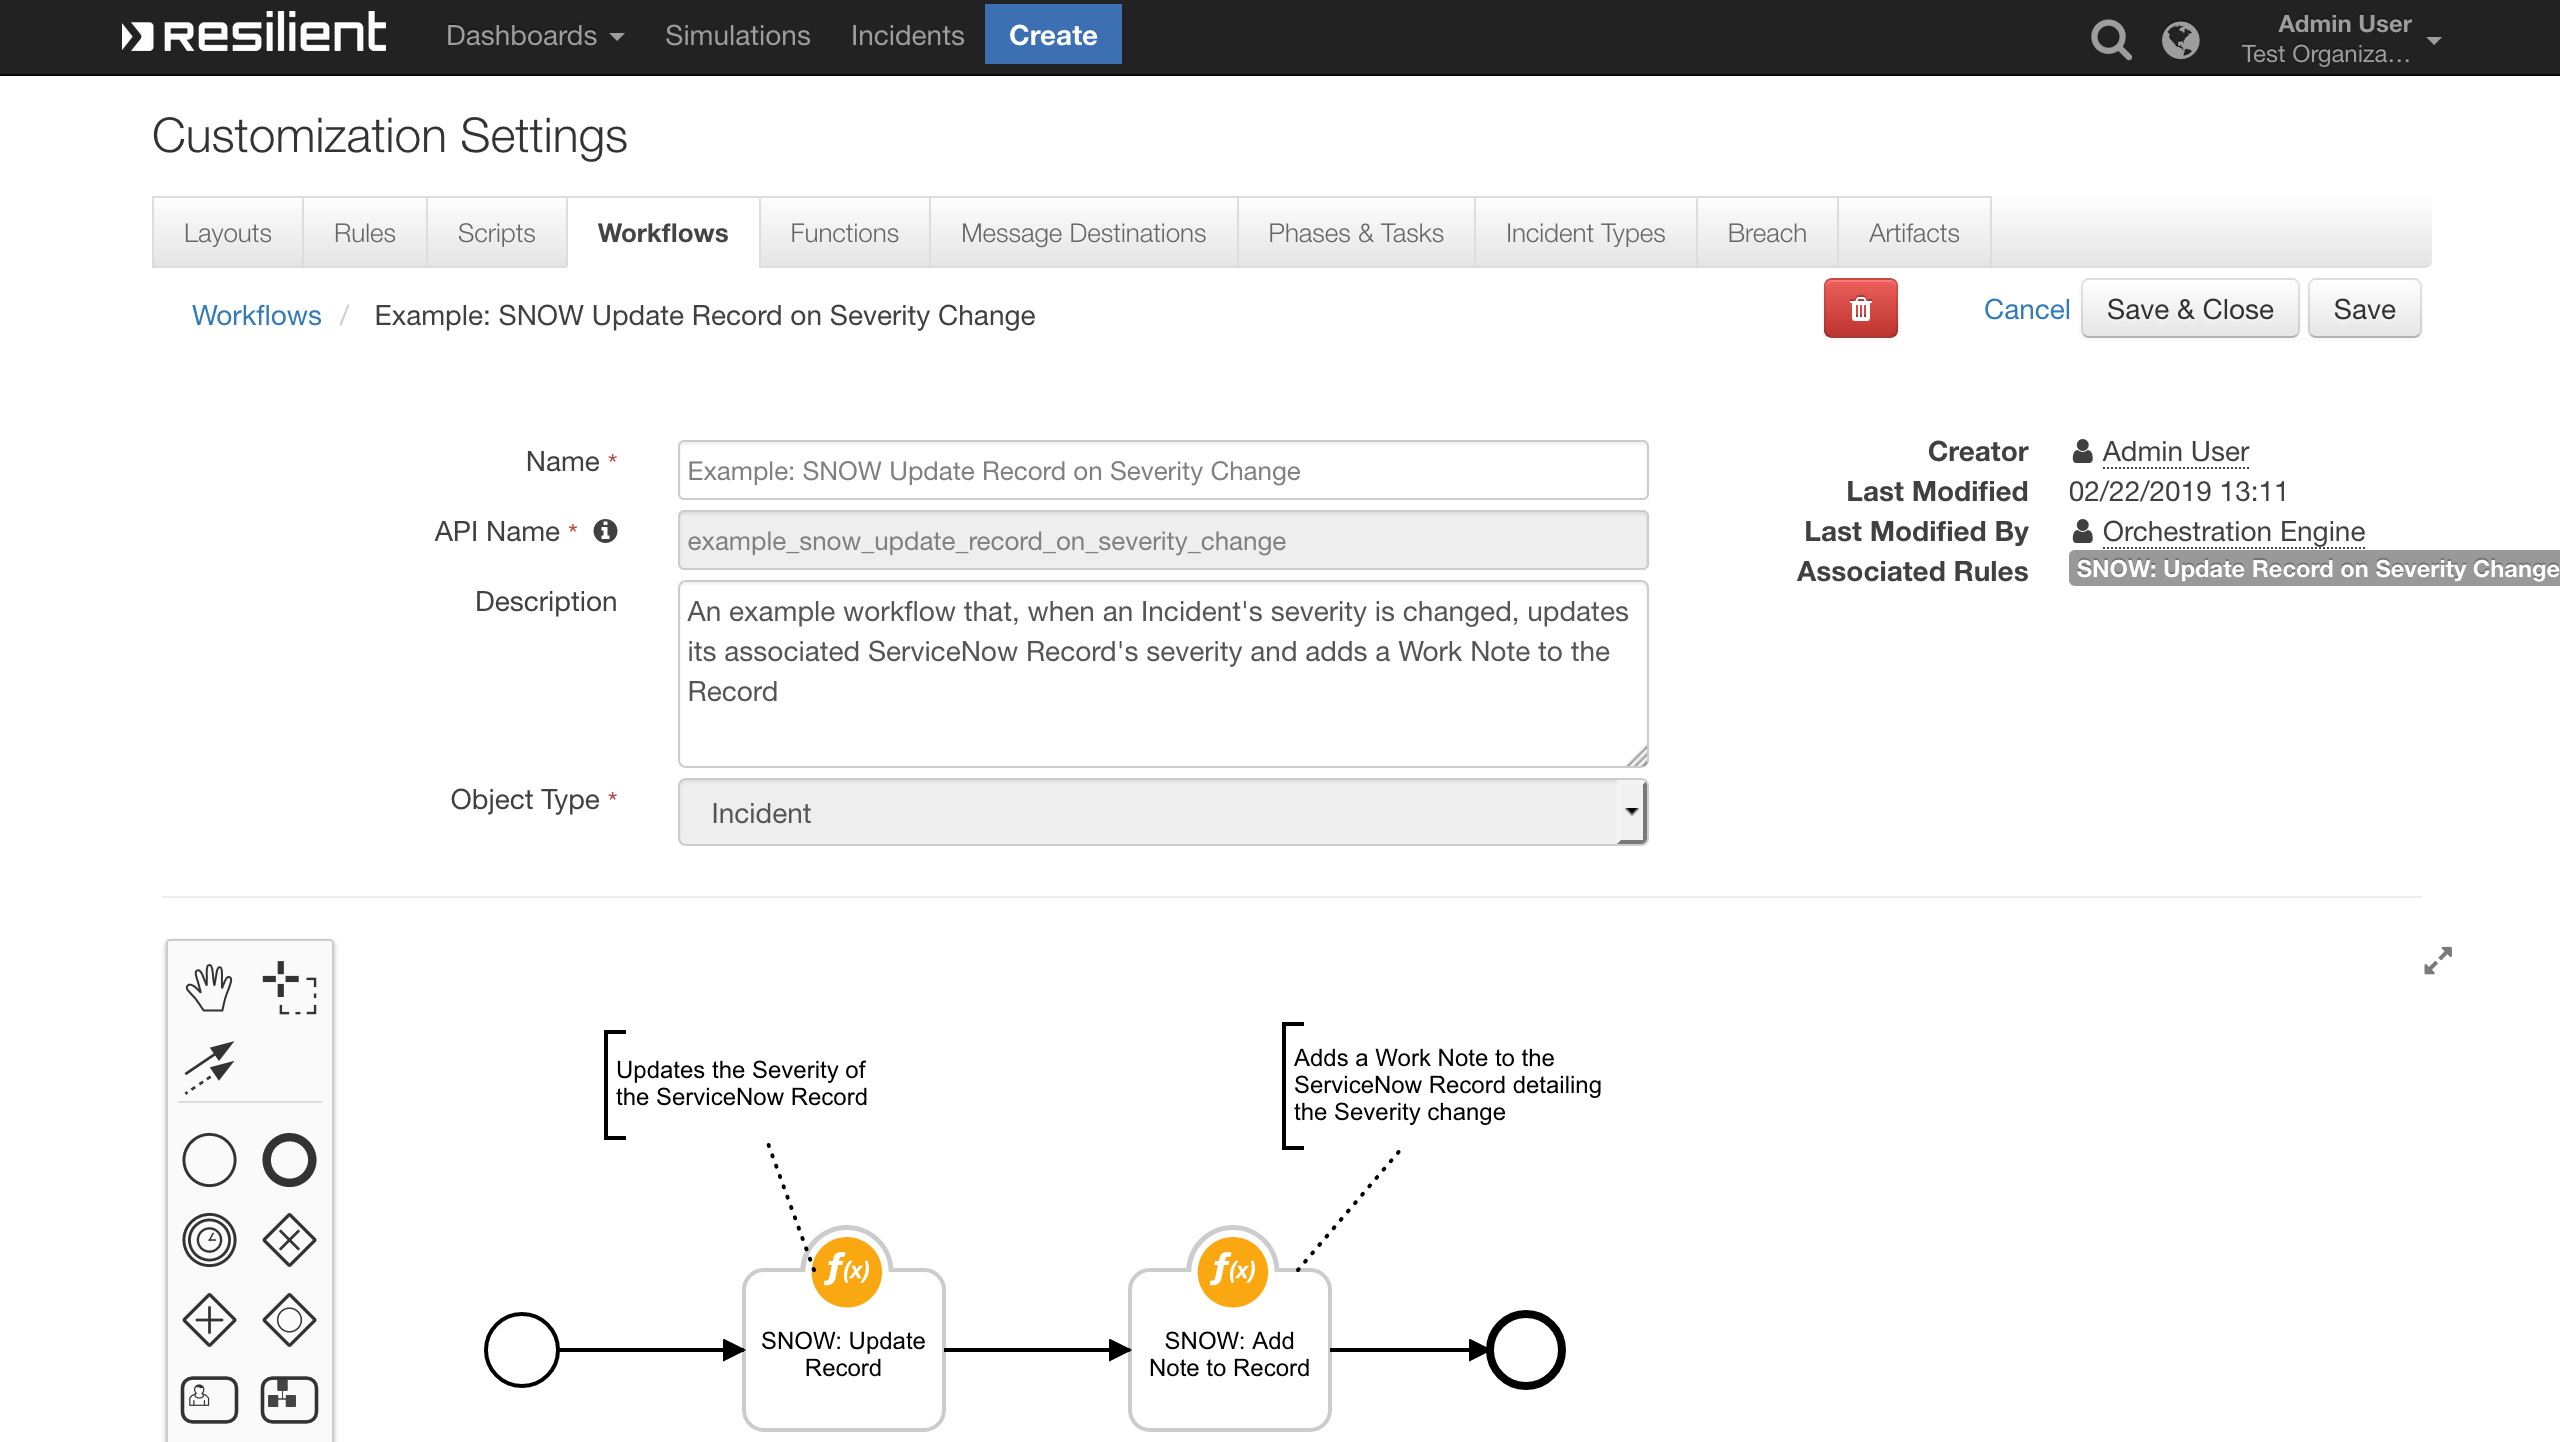 resilient
Dashboards
Simulations
Incidents
Create
Admin User
Test Organiza...
Customization Settings
Layouts
Rules
Scripts
Workflows
Functions
Message Destinations
Phases & Tasks
Incident Types
Breach
Artifacts
Workflows / Example: SNOW Update Record on Severity Change
Cancel
Save & Close
Save
Name *
Example: SNOW Update Record on Severity Change
API Name *
example_snow_update_record_on_severity_change
Description
An example workflow that, when an Incident's severity is changed, updates
its associated ServiceNow Record's severity and adds a Work Note to the
Record
Object Type *
Incident
Creator
Admin User
Last Modified
02/22/2019 13:11
Last Modified By
Orchestration Engine
Associated Rules
SNOW: Update Record on Severity Change
Updates the Severity of
the ServiceNow Record
Adds a Work Note to the
ServiceNow Record detailing
the Severity change
f(x)
SNOW: Update
Record
f(x)
SNOW: Add
Note to Record